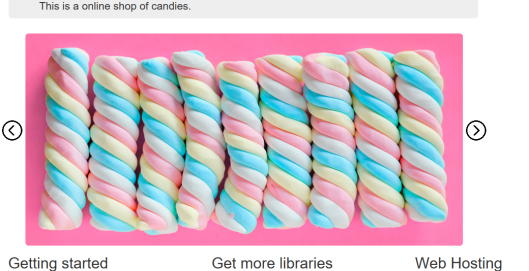 This is a online shop of candies.
Getting started
Get more libraries
Web Hosting